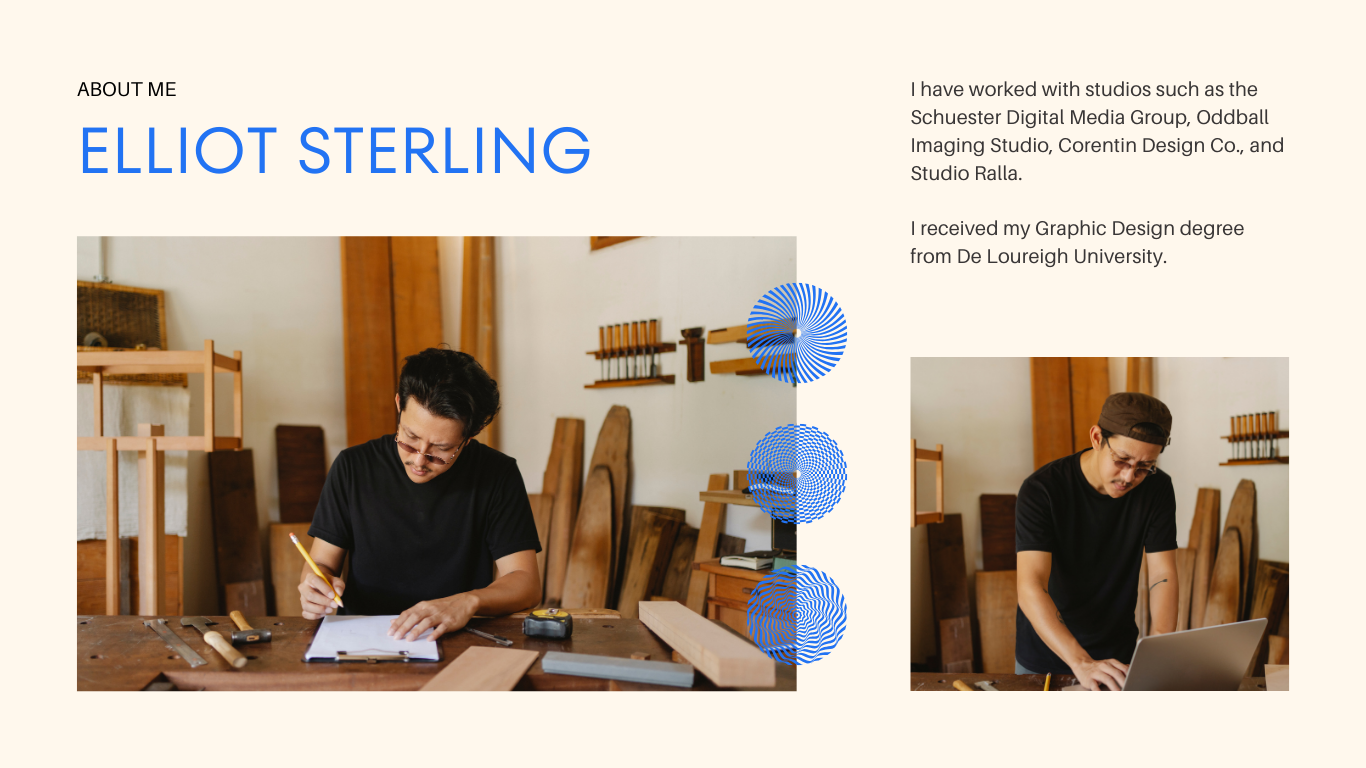 ABOUT ME
ELLIOT STERLING
I have worked with studios such as the
Schuester Digital Media Group, Oddball
Imaging Studio, Corentin Design Co., and
Studio Ralla.
I received my Graphic Design degree
from De Loureigh University.